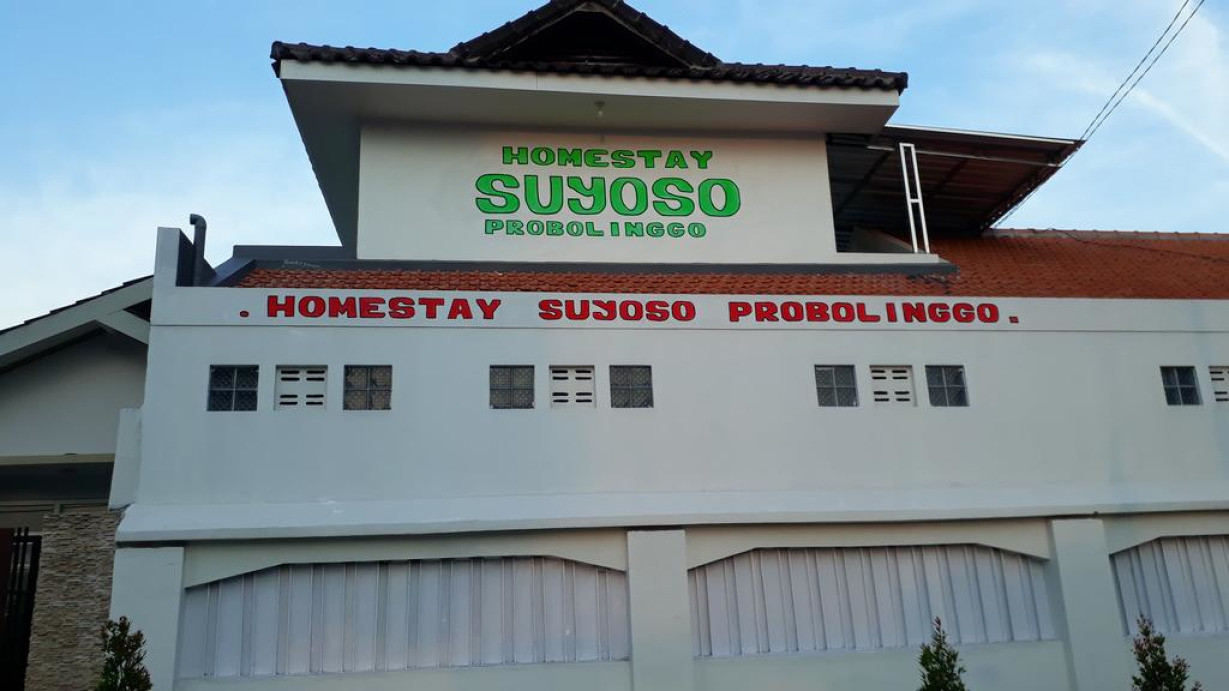 HOMESTAY
SUYOSO
PROBOLINGGO
. HOMESTAY SUYOSO PROBOLINGGO .